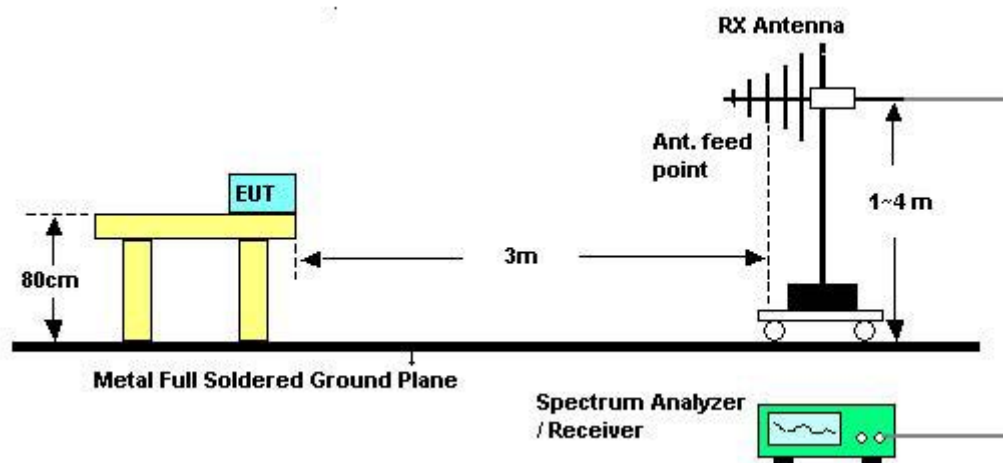 RX Antenna
Ant. feed
point
EUT
1~4 m
3m
80cm
Metal Full Soldered Ground Plane
Spectrum Analyzer
/ Receiver